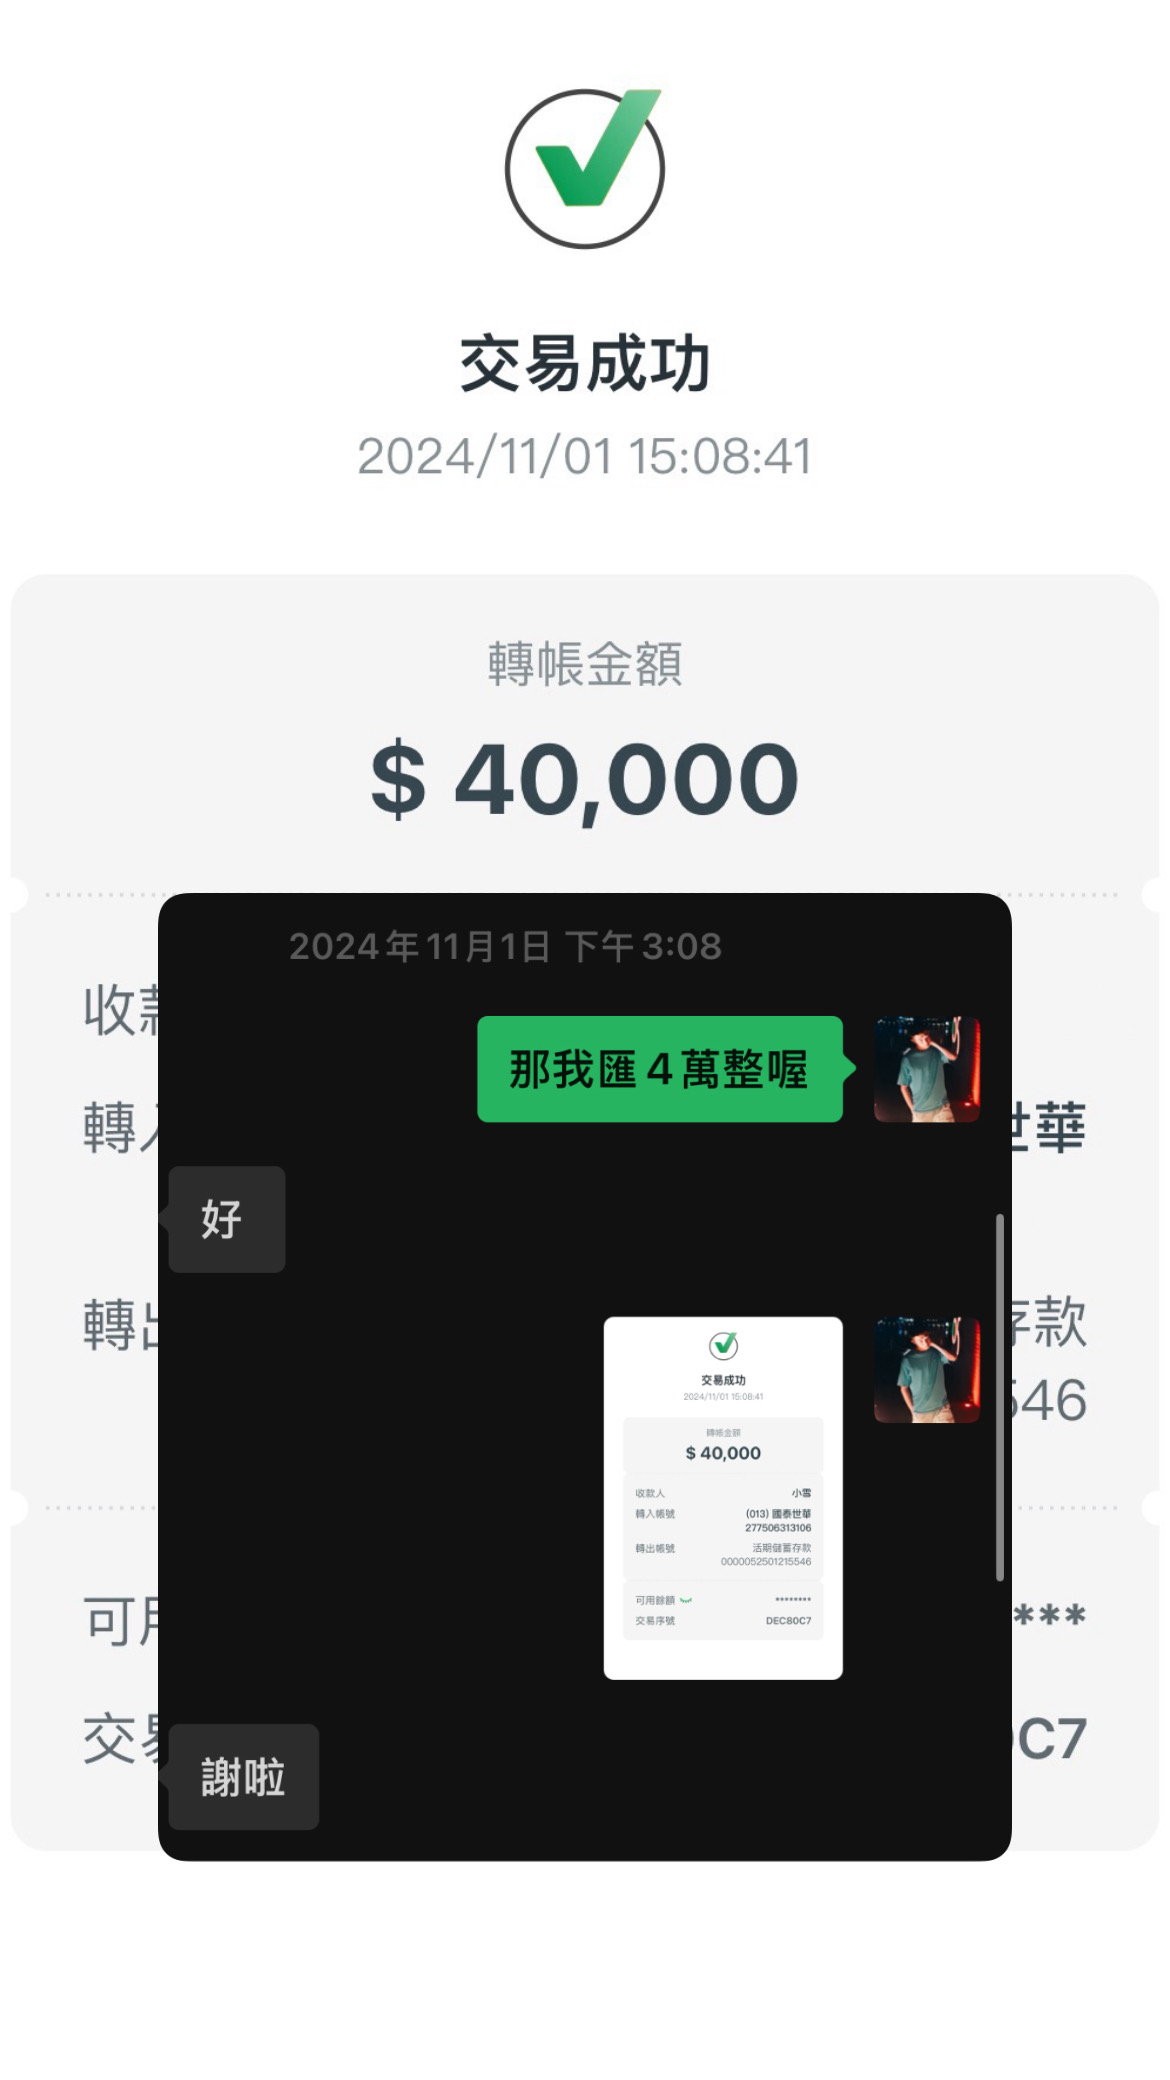 交易成功
2024/11/01 15:08:41
轉帳金額
$ 40,000
收
轉
世華
轉
存款
546
可
***
交
C7
2024年11月1日 下午3:08
那我匯4萬整喔
好
交易成功
2024/11/01 15:08:41
轉帳金額
$ 40,000
收款人 小雪
轉入帳號 (013) 國泰世華
277506313106
轉出帳號 活期儲蓄存款
0000052501215546
可用餘額 ********
交易序號 DEC80C7
謝啦